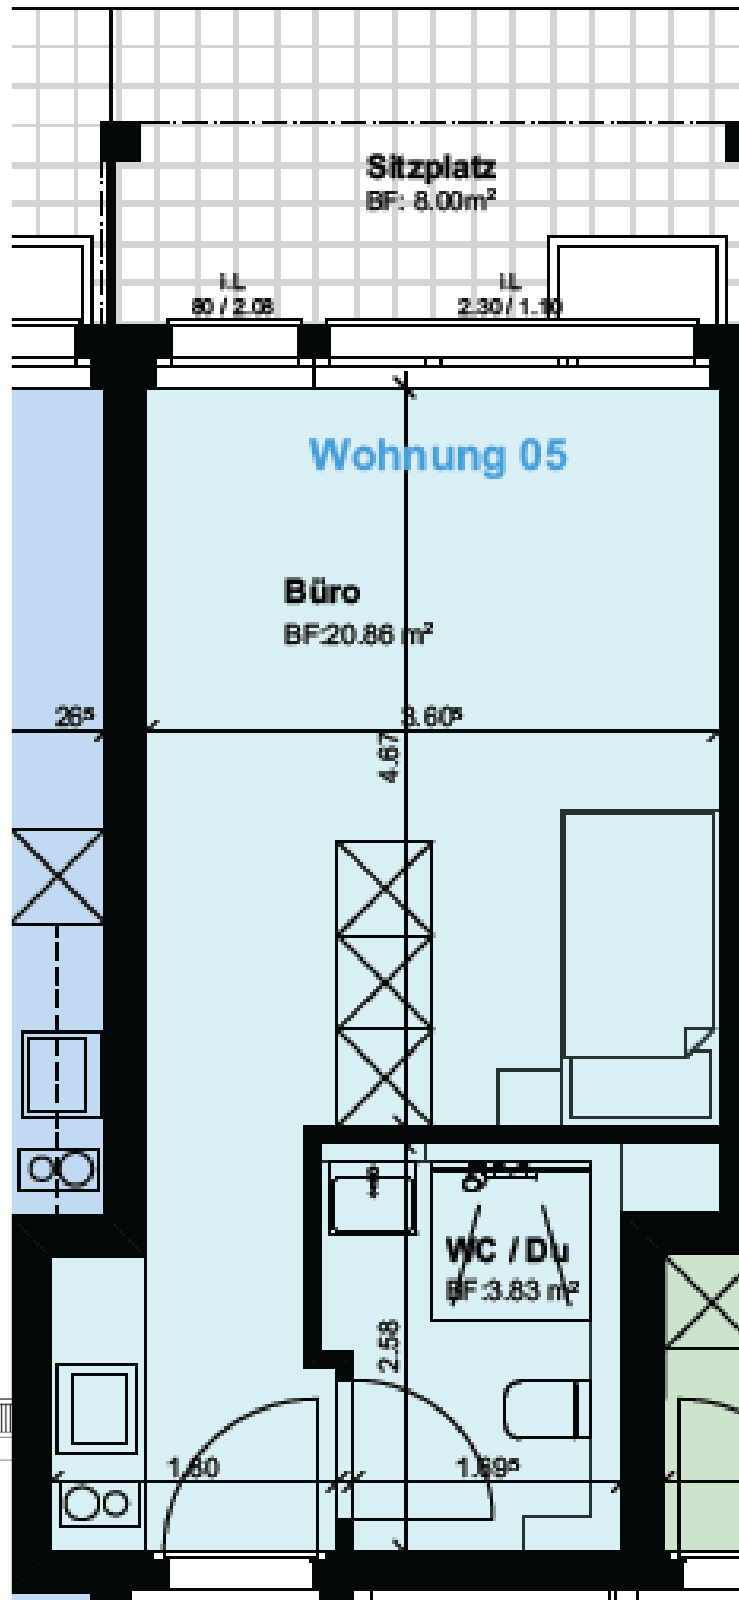 Sitzplatz
BF: 8.00m²
I.L
80 / 2.08
I.L
2.30 / 1.10
Wohnung 05
Büro
BF:20.86 m²
26⁵
3.60⁵
4.67
WC / Du
BF:3.83 m²
2.58
1.80
1.69⁵